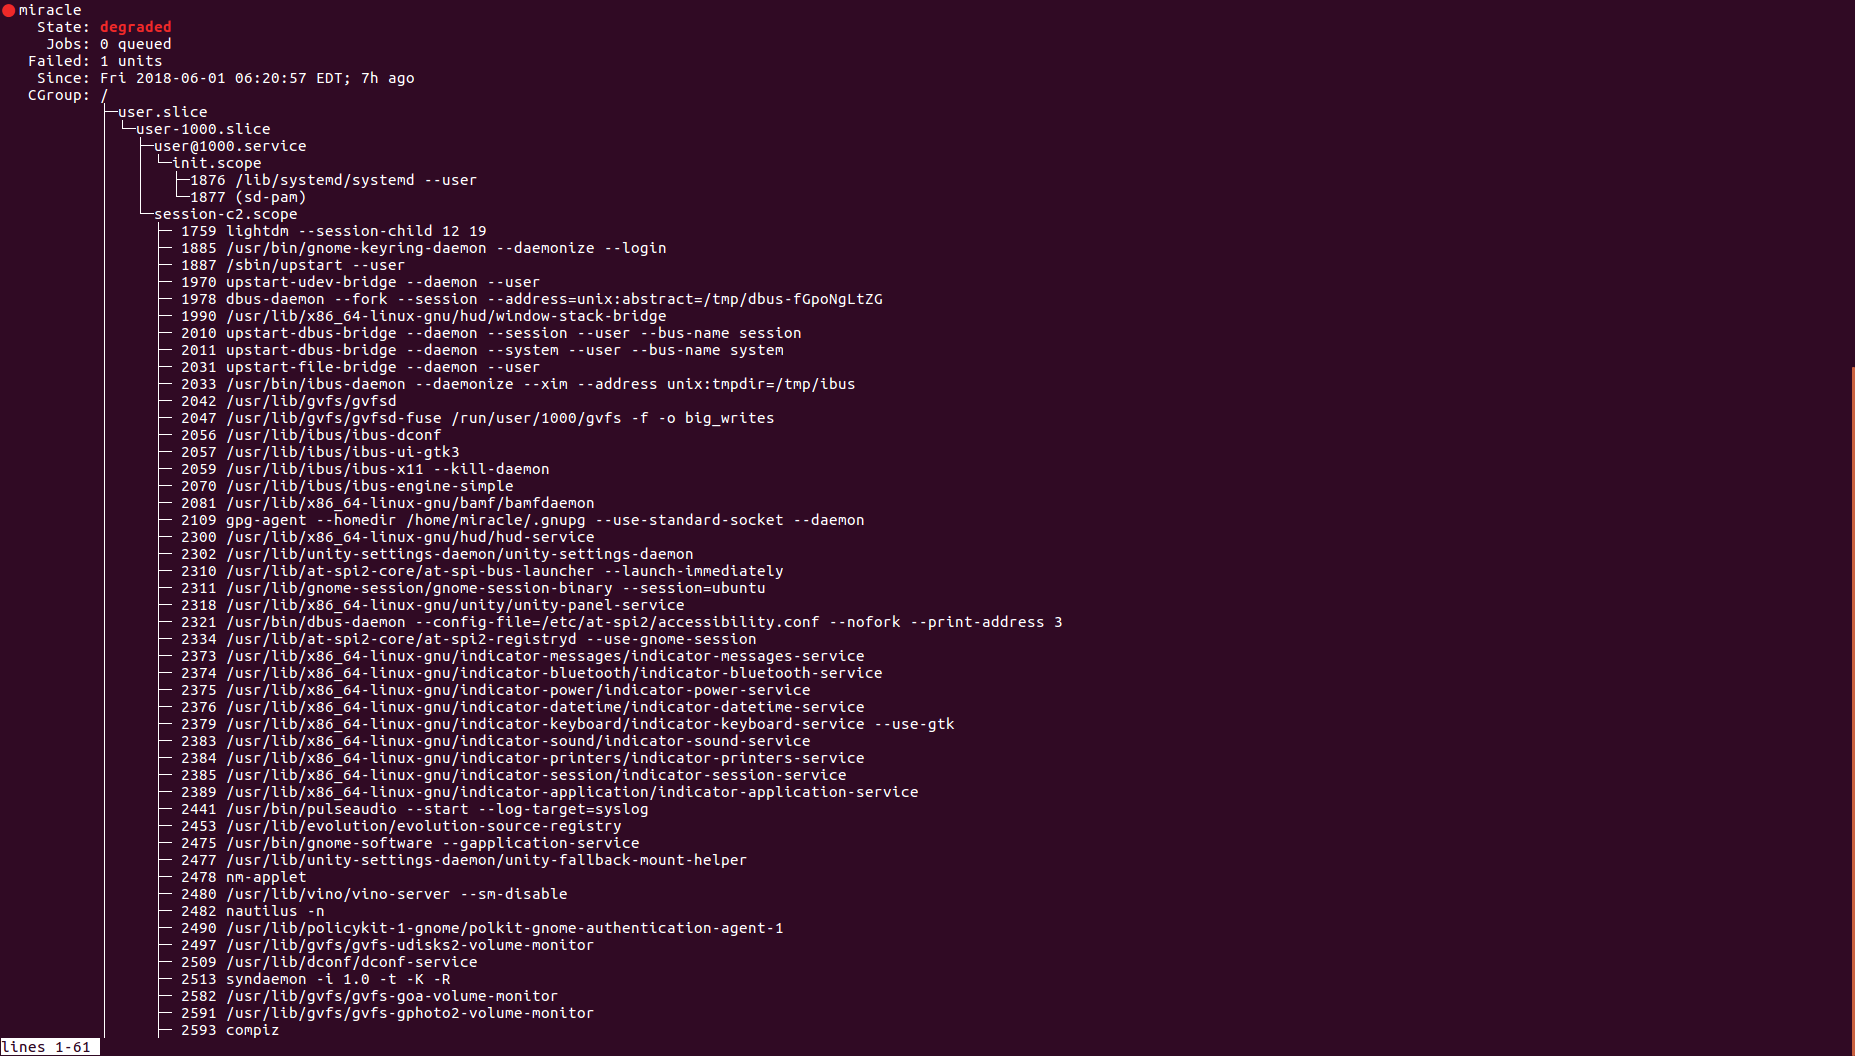 ● miracle
    State: degraded
     Jobs: 0 queued
   Failed: 1 units
    Since: Fri 2018-06-01 06:20:57 EDT; 7h ago
   CGroup: /
           ├─user.slice
           │ └─user-1000.slice
           │   ├─user@1000.service
           │   │ └─init.scope
           │   │   ├─1876 /lib/systemd/systemd --user
           │   │   └─1877 (sd-pam)
           │   └─session-c2.scope
           │     ├─ 1759 lightdm --session-child 12 19
           │     ├─ 1885 /usr/bin/gnome-keyring-daemon --daemonize --login
           │     ├─ 1887 /sbin/upstart --user
           │     ├─ 1970 upstart-udev-bridge --daemon --user
           │     ├─ 1978 dbus-daemon --fork --session --address=unix:abstract=/tmp/dbus-fGpoNgLtZG
           │     ├─ 1990 /usr/lib/x86_64-linux-gnu/hud/window-stack-bridge
           │     ├─ 2010 upstart-dbus-bridge --daemon --session --user --bus-name session
           │     ├─ 2011 upstart-dbus-bridge --daemon --system --user --bus-name system
           │     ├─ 2031 upstart-file-bridge --daemon --user
           │     ├─ 2033 /usr/bin/ibus-daemon --daemonize --xim --address unix:tmpdir=/tmp/ibus
           │     ├─ 2042 /usr/lib/gvfs/gvfsd
           │     ├─ 2047 /usr/lib/gvfs/gvfsd-fuse /run/user/1000/gvfs -f -o big_writes
           │     ├─ 2056 /usr/lib/ibus/ibus-dconf
           │     ├─ 2057 /usr/lib/ibus/ibus-ui-gtk3
           │     ├─ 2059 /usr/lib/ibus/ibus-x11 --kill-daemon
           │     ├─ 2070 /usr/lib/ibus/ibus-engine-simple
           │     ├─ 2081 /usr/lib/x86_64-linux-gnu/bamf/bamfdaemon
           │     ├─ 2109 gpg-agent --homedir /home/miracle/.gnupg --use-standard-socket --daemon
           │     ├─ 2300 /usr/lib/x86_64-linux-gnu/hud/hud-service
           │     ├─ 2302 /usr/lib/unity-settings-daemon/unity-settings-daemon
           │     ├─ 2310 /usr/lib/at-spi2-core/at-spi-bus-launcher --launch-immediately
           │     ├─ 2311 /usr/lib/gnome-session/gnome-session-binary --session=ubuntu
           │     ├─ 2318 /usr/lib/x86_64-linux-gnu/unity/unity-panel-service
           │     ├─ 2321 /usr/bin/dbus-daemon --config-file=/etc/at-spi2/accessibility.conf --nofork --print-address 3
           │     ├─ 2334 /usr/lib/at-spi2-core/at-spi2-registryd --use-gnome-session
           │     ├─ 2373 /usr/lib/x86_64-linux-gnu/indicator-messages/indicator-messages-service
           │     ├─ 2374 /usr/lib/x86_64-linux-gnu/indicator-bluetooth/indicator-bluetooth-service
           │     ├─ 2375 /usr/lib/x86_64-linux-gnu/indicator-power/indicator-power-service
           │     ├─ 2376 /usr/lib/x86_64-linux-gnu/indicator-datetime/indicator-datetime-service
           │     ├─ 2379 /usr/lib/x86_64-linux-gnu/indicator-keyboard/indicator-keyboard-service --use-gtk
           │     ├─ 2383 /usr/lib/x86_64-linux-gnu/indicator-sound/indicator-sound-service
           │     ├─ 2384 /usr/lib/x86_64-linux-gnu/indicator-printers/indicator-printers-service
           │     ├─ 2385 /usr/lib/x86_64-linux-gnu/indicator-session/indicator-session-service
           │     ├─ 2389 /usr/lib/x86_64-linux-gnu/indicator-application/indicator-application-service
           │     ├─ 2441 /usr/bin/pulseaudio --start --log-target=syslog
           │     ├─ 2453 /usr/lib/evolution/evolution-source-registry
           │     ├─ 2475 /usr/bin/gnome-software --gapplication-service
           │     ├─ 2477 /usr/lib/unity-settings-daemon/unity-fallback-mount-helper
           │     ├─ 2478 nm-applet
           │     ├─ 2480 /usr/lib/vino/vino-server --sm-disable
           │     ├─ 2482 nautilus -n
           │     ├─ 2490 /usr/lib/policykit-1-gnome/polkit-gnome-authentication-agent-1
           │     ├─ 2497 /usr/lib/gvfs/gvfs-udisks2-volume-monitor
           │     ├─ 2509 /usr/lib/dconf/dconf-service
           │     ├─ 2513 syndaemon -i 1.0 -t -K -R
           │     ├─ 2582 /usr/lib/gvfs/gvfs-goa-volume-monitor
           │     ├─ 2591 /usr/lib/gvfs/gvfs-gphoto2-volume-monitor
           │     ├─ 2593 compiz
lines 1-61